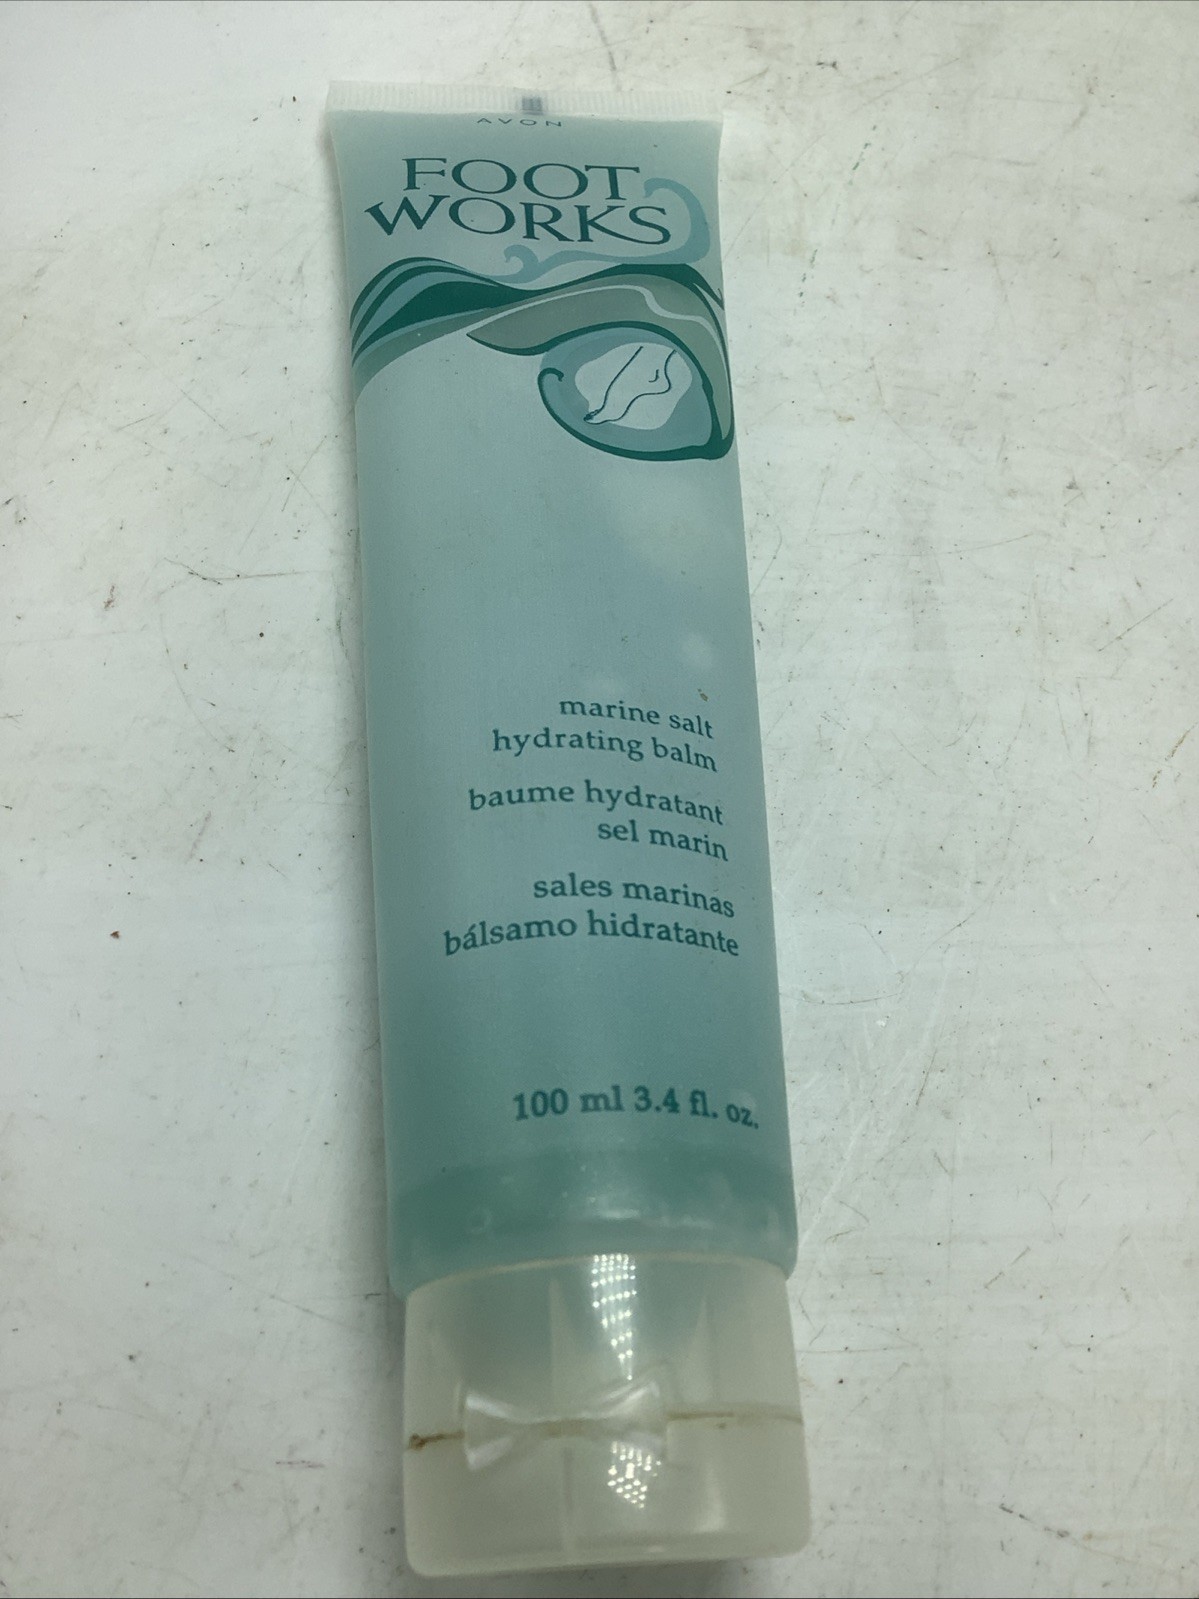 AVON
FOOT
WORKS
marine salt
hydrating balm
baume hydratant
sel marin
sales marinas
bálsamo hidratante
100 ml 3.4 fl. oz.